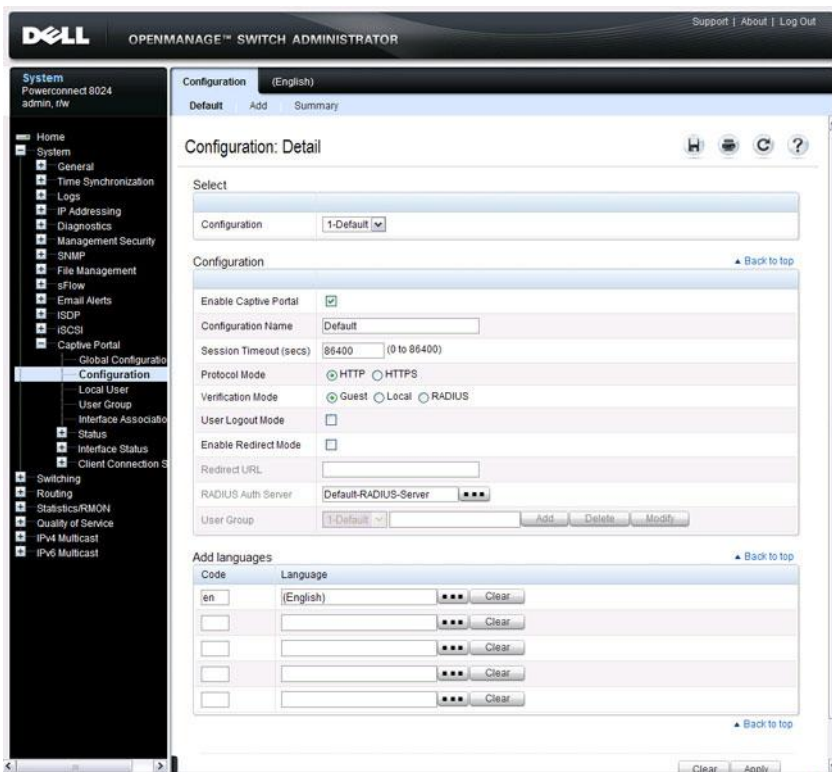 Support | About | Log Out
DELL OPENMANAGE™ SWITCH ADMINISTRATOR
System
Powerconnect 8024
admin, r/w
Home
System
General
Time Synchronization
Logs
IP Addressing
Diagnostics
Management Security
SNMP
File Management
sFlow
Email Alerts
ISDP
iSCSI
Captive Portal
Global Configuratio
Configuration
Local User
User Group
Interface Associatio
Status
Interface Status
Client Connection S
Switching
Routing
Statistics/RMON
Quality of Service
IPv4 Multicast
IPv6 Multicast
Configuration (English)
Default Add Summary
Configuration: Detail
Select
Configuration 1-Default
Configuration Back to top
Enable Captive Portal
Configuration Name Default
Session Timeout (secs) 86400 (0 to 86400)
Protocol Mode HTTP HTTPS
Verification Mode Guest Local RADIUS
User Logout Mode
Enable Redirect Mode
Redirect URL
RADIUS Auth Server Default-RADIUS-Server
User Group 1-Default Add Delete Modify
Add languages Back to top
Code Language
en (English) Clear
Clear
Clear
Clear
Clear
Back to top
Clear Apply